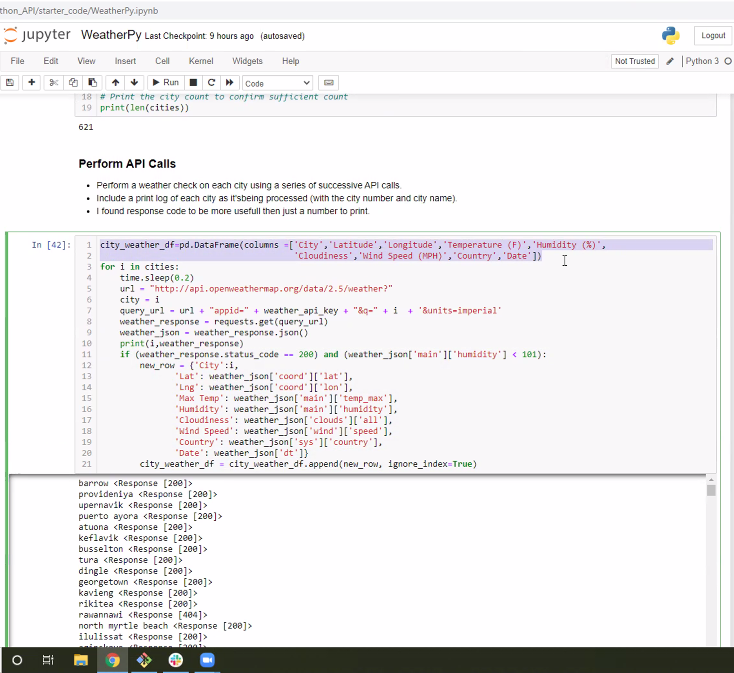 thon_API/starter_code/WeatherPy.ipynb
jupyter WeatherPy Last Checkpoint: 9 hours ago (autosaved)
Logout
File Edit View Insert Cell Kernel Widgets Help
Not Trusted
Python 3
Run
Code
18 # Print the city count to confirm sufficient count
19 print(len(cities))
621
Perform API Calls
• Perform a weather check on each city using a series of successive API calls.
• Include a print log of each city as it'sbeing processed (with the city number and city name).
• I found response code to be more usefull then just a number to print.
In [42]:
1 city_weather_df=pd.DataFrame(columns =['City','Latitude','Longitude','Temperature (F)','Humidity (%)',
2 'Cloudiness','Wind Speed (MPH)','Country','Date'])
3 for i in cities:
4 time.sleep(0.2)
5 url = "http://api.openweathermap.org/data/2.5/weather?"
6 city = i
7 query_url = url + "appid=" + weather_api_key + "&q=" + i + '&units=imperial'
8 weather_response = requests.get(query_url)
9 weather_json = weather_response.json()
10 print(i,weather_response)
11 if (weather_response.status_code == 200) and (weather_json['main']['humidity'] < 101):
12 new_row = {'City':i,
13 'Lat': weather_json['coord']['lat'],
14 'Lng': weather_json['coord']['lon'],
15 'Max Temp': weather_json['main']['temp_max'],
16 'Humidity': weather_json['main']['humidity'],
17 'Cloudiness': weather_json['clouds']['all'],
18 'Wind Speed': weather_json['wind']['speed'],
19 'Country': weather_json['sys']['country'],
20 'Date': weather_json['dt']}
21 city_weather_df = city_weather_df.append(new_row, ignore_index=True)
barrow <Response [200]>
provideniya <Response [200]>
upernavik <Response [200]>
puerto ayora <Response [200]>
atuona <Response [200]>
keflavik <Response [200]>
busselton <Response [200]>
tura <Response [200]>
dingle <Response [200]>
georgetown <Response [200]>
kavieng <Response [200]>
rikitea <Response [200]>
rawannawi <Response [404]>
north myrtle beach <Response [200]>
ilulissat <Response [200]>